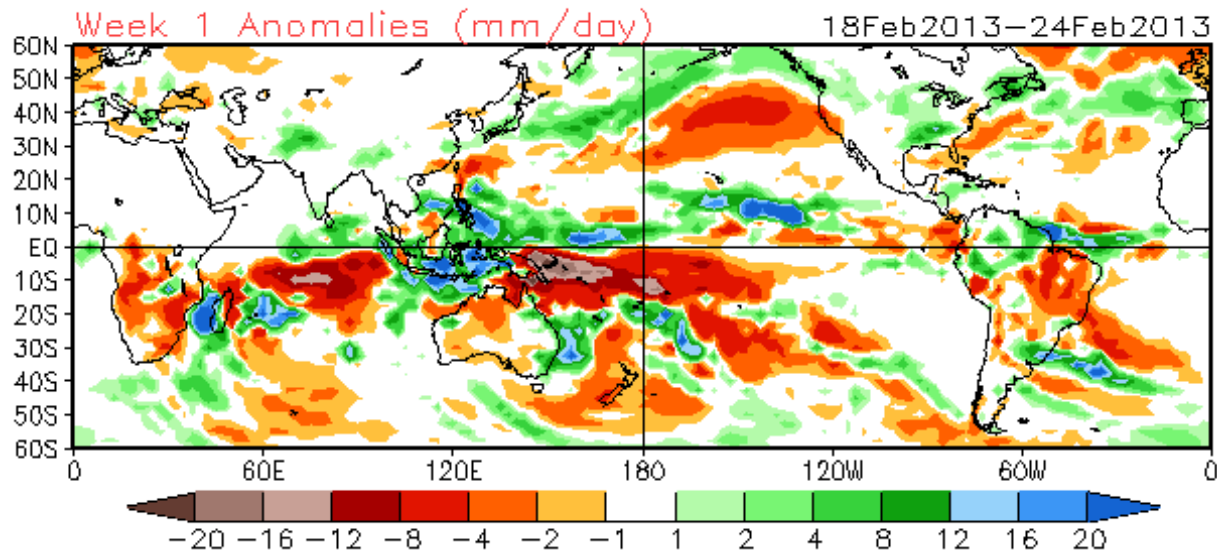 Week 1 Anomalies (mm/day) 18Feb2013−24Feb2013
60N
50N
40N
30N
20N
10N
EQ
10S
20S
30S
40S
50S
60S
0 60E 120E 180 120W 60W 0
−20 −16 −12 −8 −4 −2 −1 1 2 4 8 12 16 20